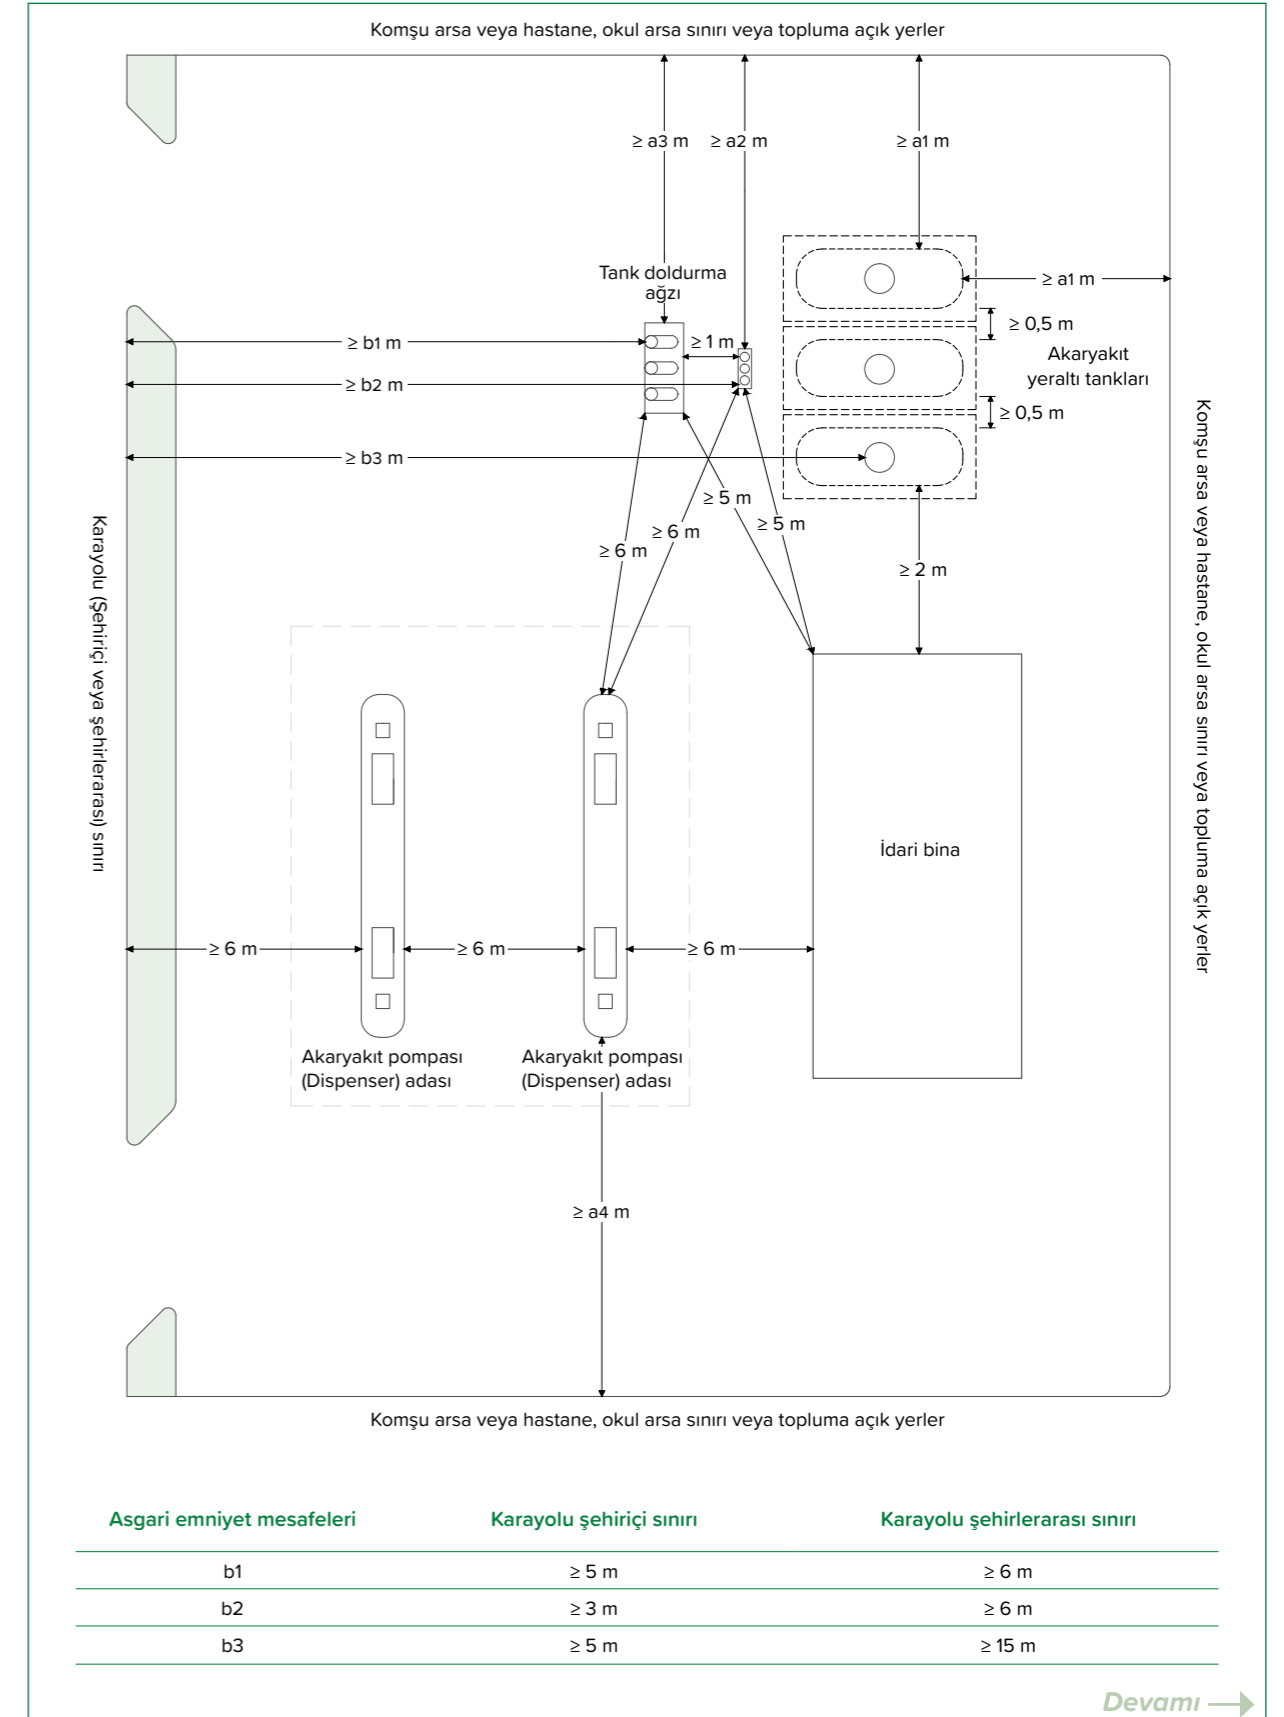 Komşu arsa veya hastane, okul arsa sınırı veya topluma açık yerler
≥ a3 m
≥ a2 m
≥ a1 m
Tank doldurma
ağzı
≥ a1 m
≥ 0,5 m
≥ b1 m
≥ 1 m
Akaryakıt
yeraltı tankları
≥ b2 m
≥ 0,5 m
≥ b3 m
≥ 5 m
≥ 5 m
≥ 6 m
≥ 6 m
≥ 2 m
Karayolu (Şehiriçi veya şehirlerarası) sınırı
Komşu arsa veya hastane, okul arsa sınırı veya topluma açık yerler
İdari bina
≥ 6 m
≥ 6 m
≥ 6 m
Akaryakıt pompası
(Dispenser) adası
Akaryakıt pompası
(Dispenser) adası
≥ a4 m
Komşu arsa veya hastane, okul arsa sınırı veya topluma açık yerler
Asgari emniyet mesafeleri Karayolu şehiriçi sınırı Karayolu şehirlerarası sınırı
b1 ≥ 5 m ≥ 6 m
b2 ≥ 3 m ≥ 6 m
b3 ≥ 5 m ≥ 15 m
Devamı